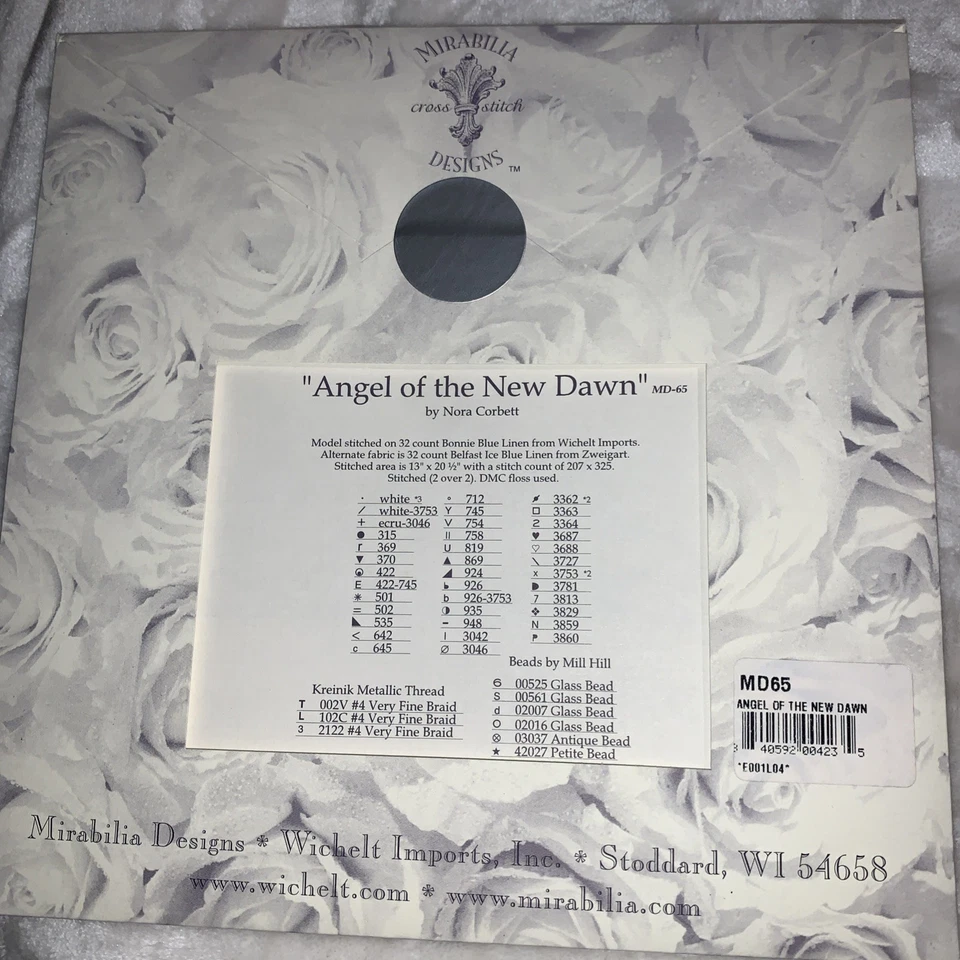 MIRABILIA
cross stitch
DESIGNS ™
"Angel of the New Dawn" MD-65
by Nora Corbett
Model stitched on 32 count Bonnie Blue Linen from Wichelt Imports.
Alternate fabric is 32 count Belfast Ice Blue Linen from Zweigart.
Stitched area is 13" x 20 ½" with a stitch count of 207 x 325.
Stitched (2 over 2). DMC floss used.
· white *3 ° 712 3362 *2
/ white-3753 Y 745 □ 3363
+ ecru-3046 V 754 2 3364
● 315 || 758 ♥ 3687
r 369 U 819 ♡ 3688
▼ 370 ▲ 869 \ 3727
422 ◢ 924 x 3753 *2
E 422-745 926 3781
✳ 501 b 926-3753 7 3813
= 502 ◑ 935 ❖ 3829
◣ 535 – 948 N 3859
< 642 | 3042 P 3860
c 645 ∅ 3046
Beads by Mill Hill
6 00525 Glass Bead
S 00561 Glass Bead
d 02007 Glass Bead
O 02016 Glass Bead
⊗ 03037 Antique Bead
★ 42027 Petite Bead
Kreinik Metallic Thread
T 002V #4 Very Fine Braid
L 102C #4 Very Fine Braid
3 2122 #4 Very Fine Braid
MD65
ANGEL OF THE NEW DAWN
40592 00423 5
*E001L04*
Mirabilia Designs * Wichelt Imports, Inc. * Stoddard, WI 54658
www.wichelt.com * www.mirabilia.com